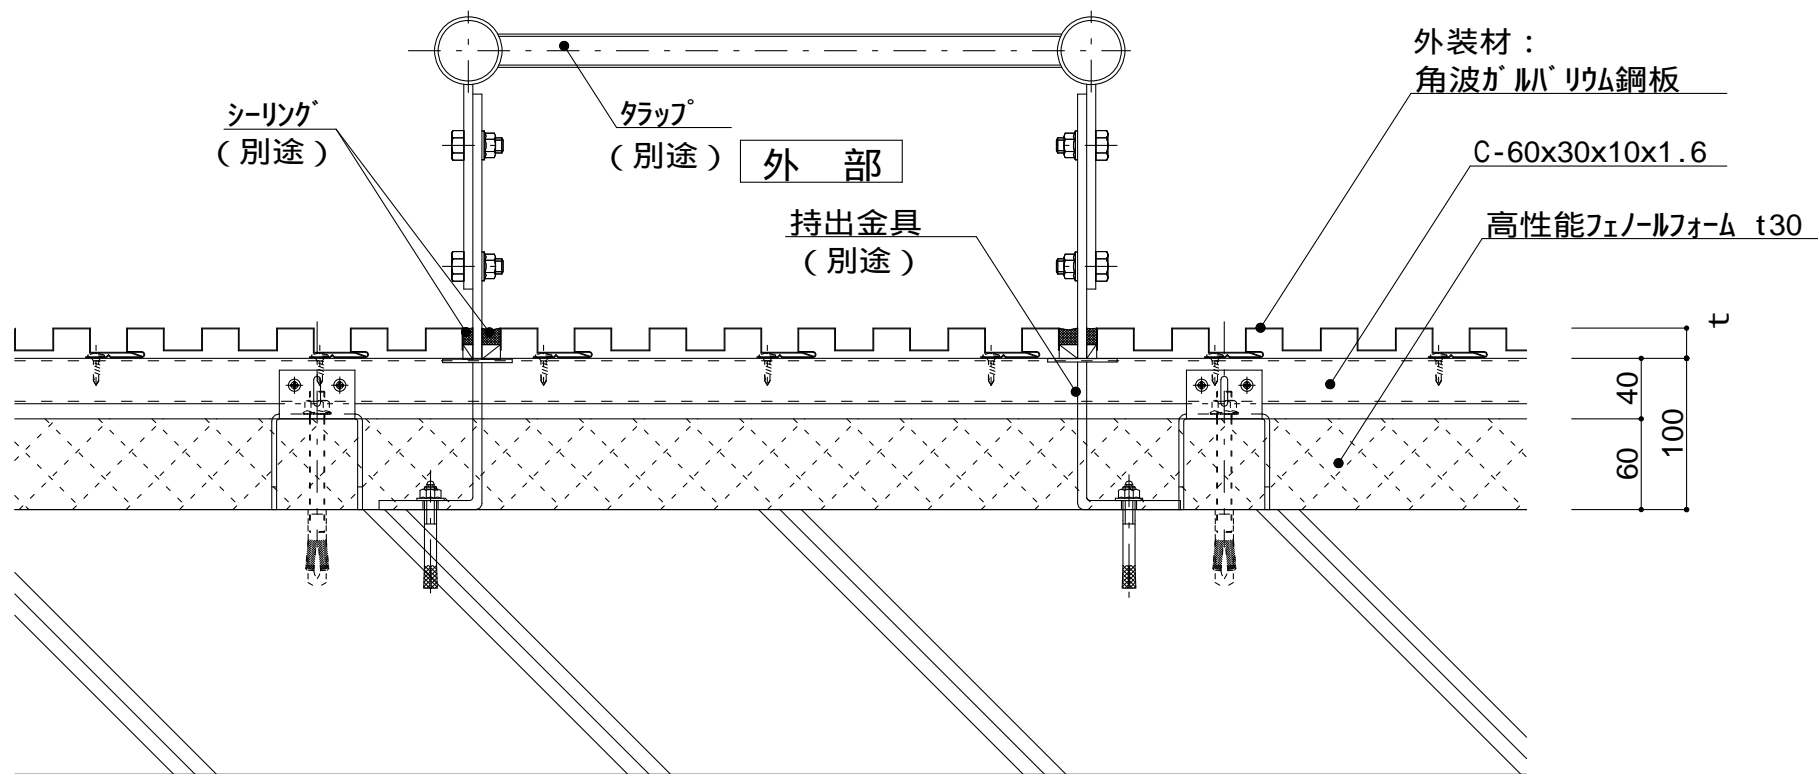 外装材：
角波ｶﾞﾙﾊﾞﾘｳﾑ鋼板
ｼｰﾘﾝｸﾞ
（別途）
ﾀﾗｯﾌﾟ
（別途）
外　部
C-60x30x10x1.6
持出金具
（別途）
高性能ﾌｪﾉｰﾙﾌｫｰﾑ t30
t
40
100
60